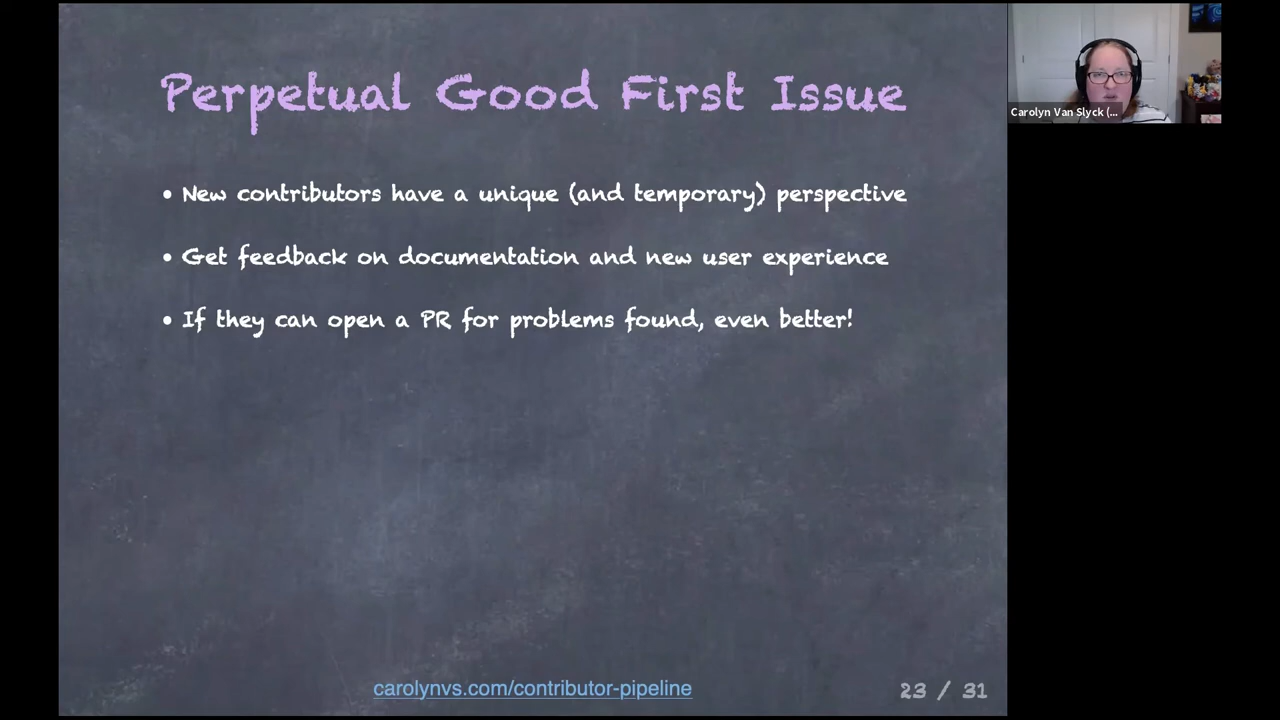 Perpetual Good First Issue
• New contributors have a unique (and temporary) perspective
• Get feedback on documentation and new user experience
• If they can open a PR for problems found, even better!
carolynvs.com/contributor-pipeline
23 / 31
Carolyn Van Slyck (...